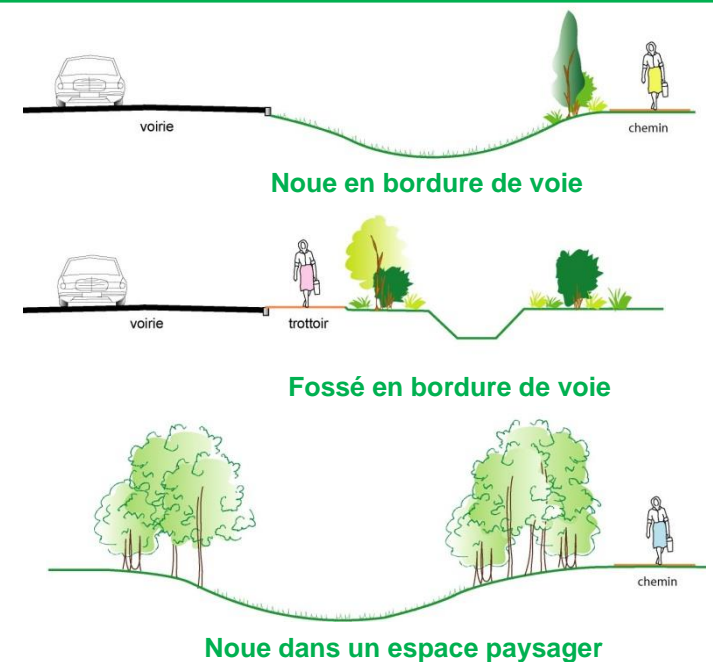 voirie
chemin
Noue en bordure de voie
voirie
trottoir
Fossé en bordure de voie
chemin
Noue dans un espace paysager